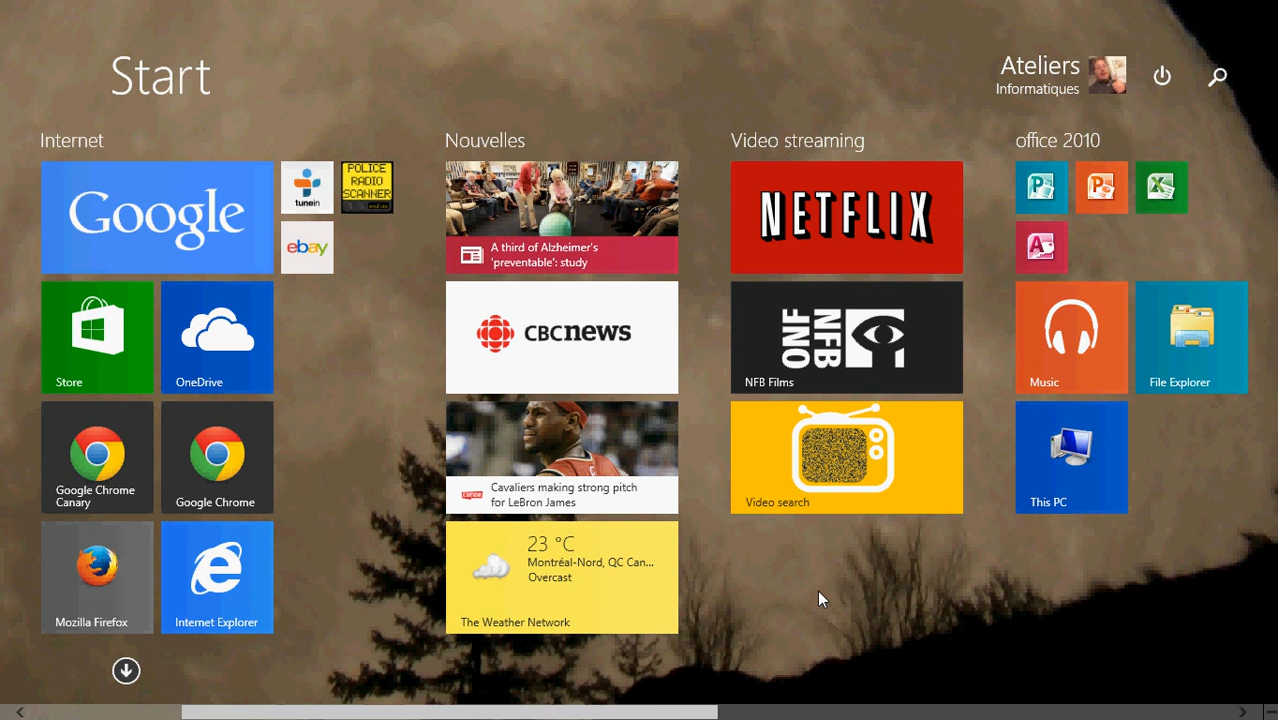 Start
Ateliers
Informatiques
Internet
Google
tunein
POLICE
RADIO
SCANNER
ebay
Store
OneDrive
Google Chrome
Canary
Google Chrome
Mozilla Firefox
Internet Explorer
Nouvelles
A third of Alzheimer's
'preventable': study
CBCnews
canoe
Cavaliers making strong pitch
for LeBron James
23 °C
Montréal-Nord, QC Can...
Overcast
The Weather Network
Video streaming
NETFLIX
ONF
NFB
NFB Films
Video search
office 2010
Music
File Explorer
This PC